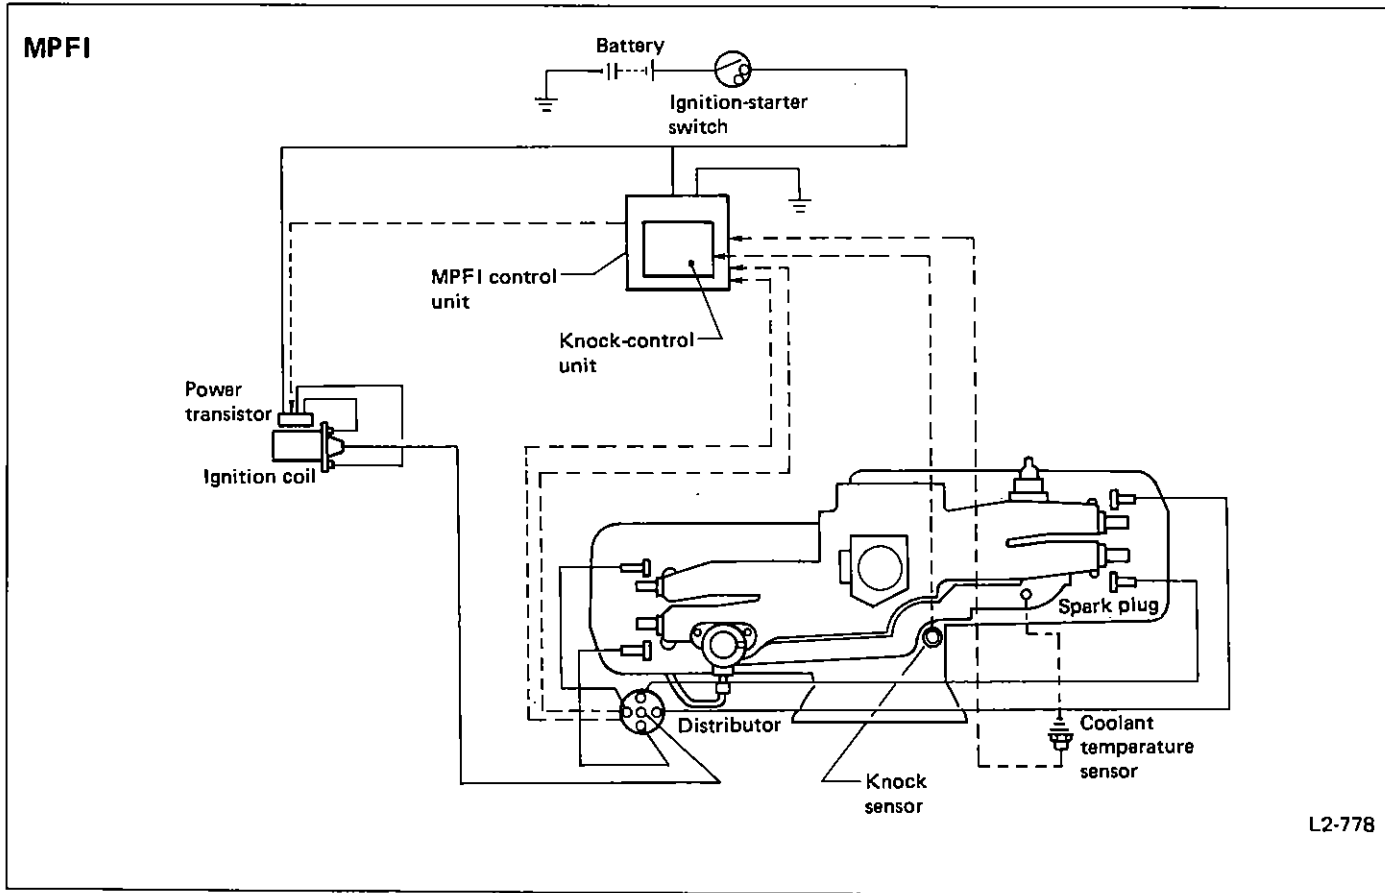 MPFI
Battery
Ignition-starter
switch
MPFI control
unit
Knock-control
unit
Power
transistor
Ignition coil
Spark plug
Distributor
Coolant
temperature
sensor
Knock
sensor
L2-778